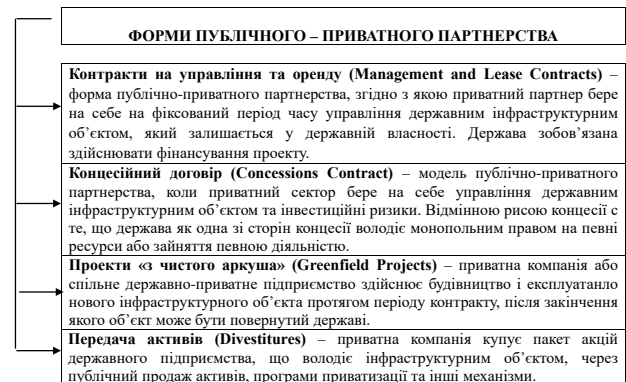 ФОРМИ ПУБЛІЧНОГО – ПРИВАТНОГО ПАРТНЕРСТВА
Контракти на управління та оренду (Management and Lease Contracts) –
форма публічно-приватного партнерства, згідно з якою приватний партнер бере
на себе на фіксований період часу управління державним інфраструктурним
об’єктом, який залишається у державній власності. Держава зобов’язана
здійснювати фінансування проекту.
Концесійний договір (Concessions Contract) – модель публічно-приватного
партнерства, коли приватний сектор бере на себе управління державним
інфраструктурним об’єктом та інвестиційні ризики. Відмінною рисою концесії с
те, що держава як одна зі сторін концесії володіє монопольним правом на певні
ресурси або зайняття певною діяльністю.
Проекти «з чистого аркуша» (Greenfield Projects) – приватна компанія або
спільне державно-приватне підприємство здійснює будівництво і експлуатанло
нового інфраструктурного об’єкта протягом періоду контракту, після закінчення
якого об’єкт може бути повернутий державі.
Передача активів (Divestitures) – приватна компанія купує пакет акцій
державного підприємства, що володіє інфраструктурним об’єктом, через
публічний продаж активів, програми приватизації та інші механізми.